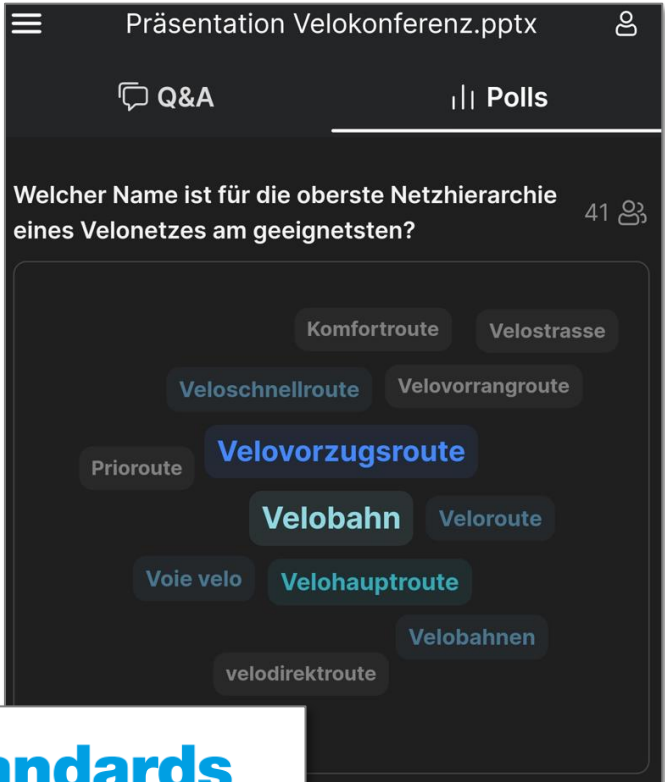 Präsentation Velokonferenz.pptx
Q&A
Polls
Welcher Name ist für die oberste Netzhierarchie
eines Velonetzes am geeignetsten?
41
Komfortroute
Velostrasse
Veloschnellroute
Velovorrangroute
Velovorzugsroute
Prioroute
Velobahn
Veloroute
Voie velo
Velohauptroute
Velobahnen
velodirektroute